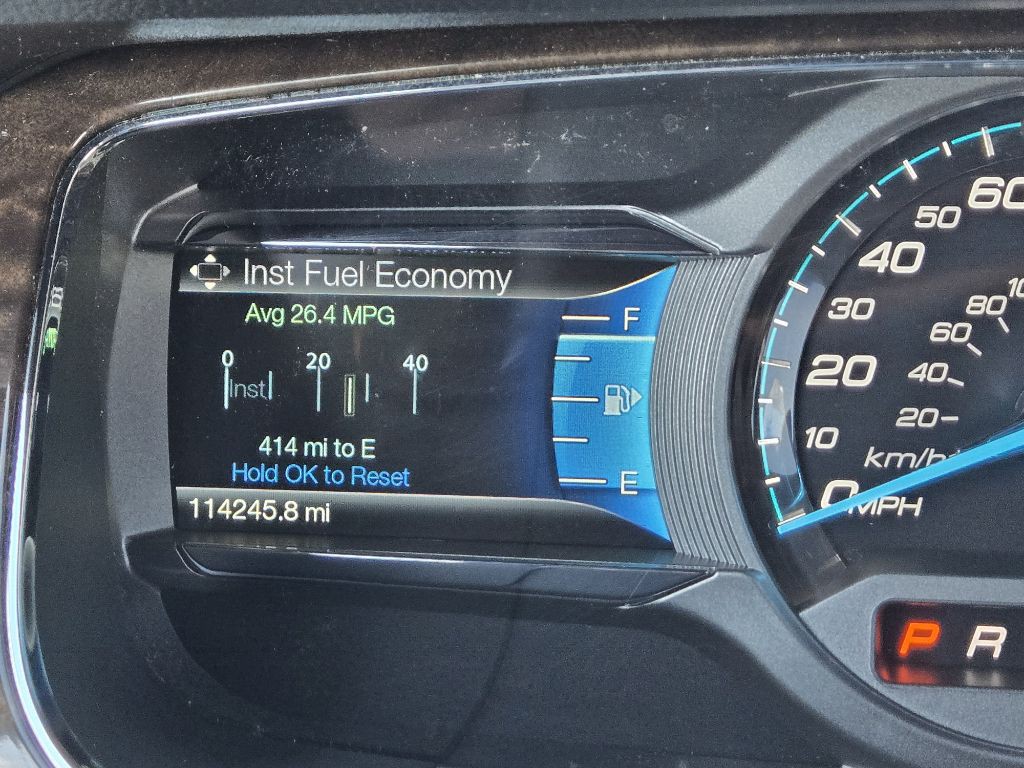 Inst Fuel Economy
Avg 26.4 MPG
0 20 40
Inst
414 mi to E
Hold OK to Reset
114245.8 mi
F
E
60
50
40
30
20
10
0 MPH
80
60
40
20
km/h
P R